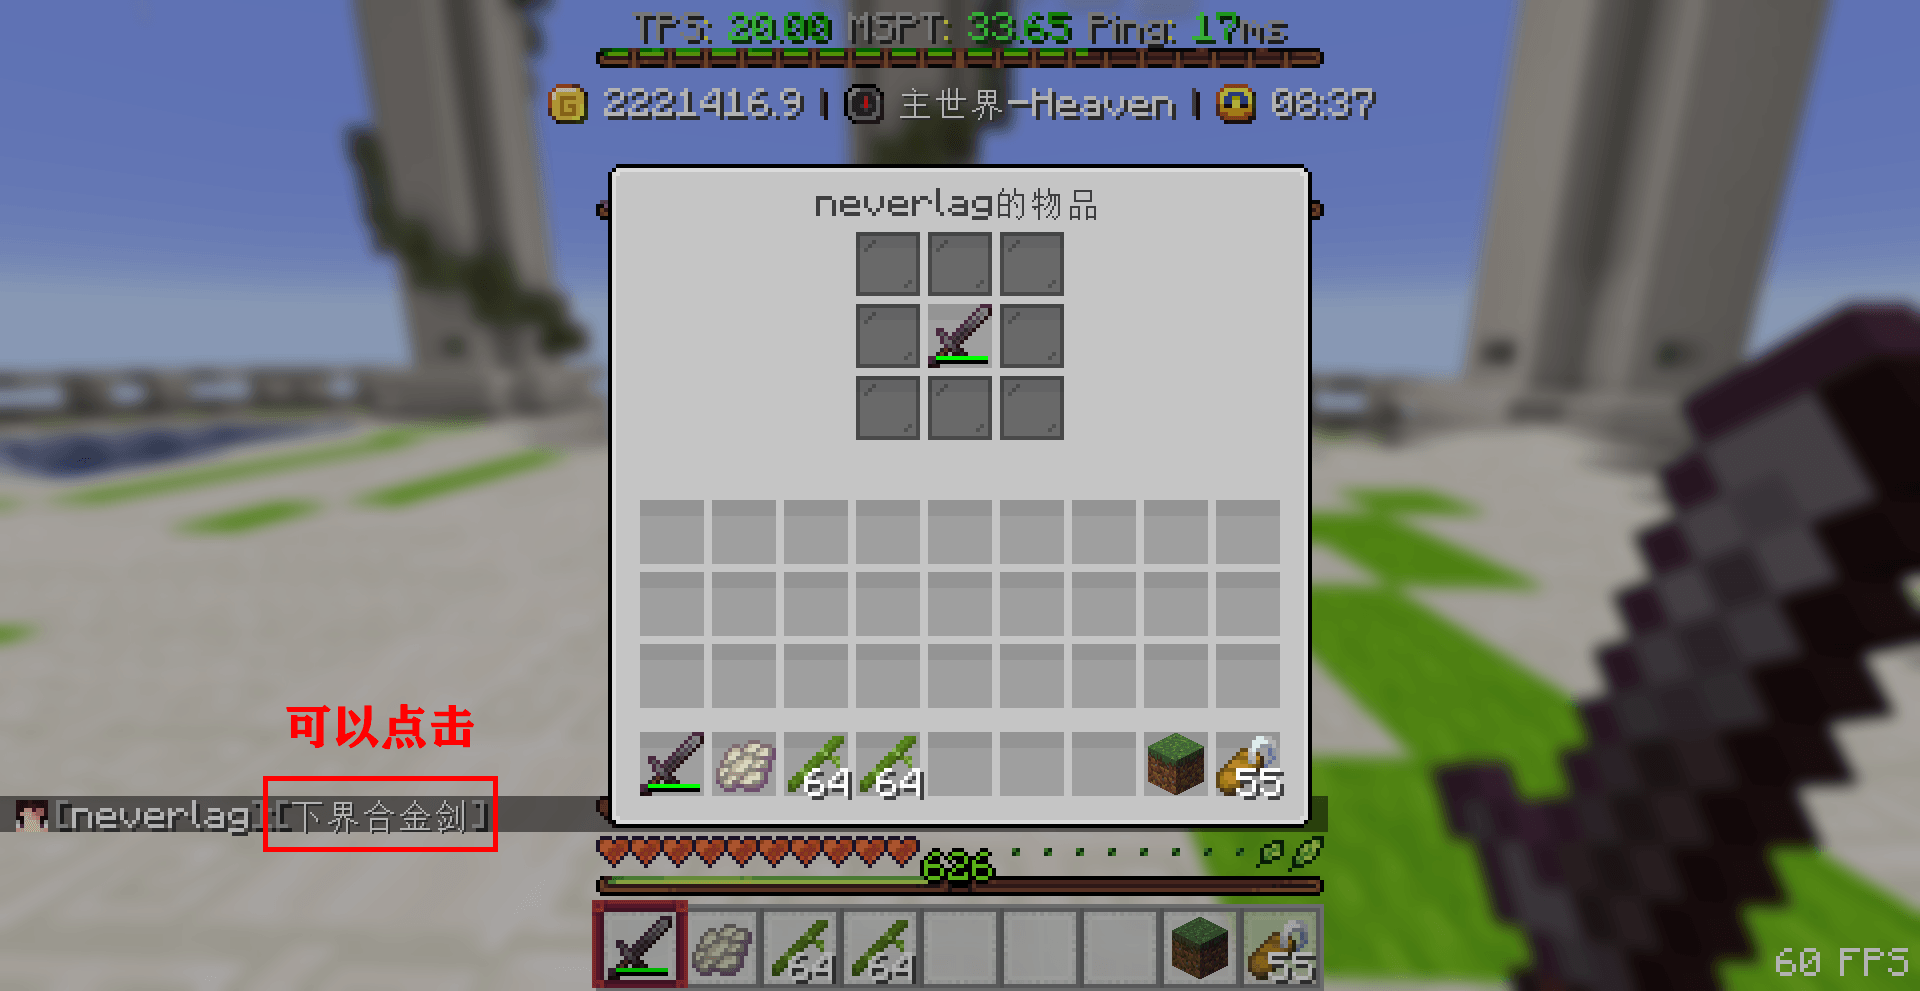 TPS: 20.00 MSPT: 33.65 Ping: 17ms
2221416.9 | 主世界-Heaven | 08:37
neverlag的物品
64 64 55
可以点击
[neverlag]:[下界合金剑]
626
64 64 55
60 FPS